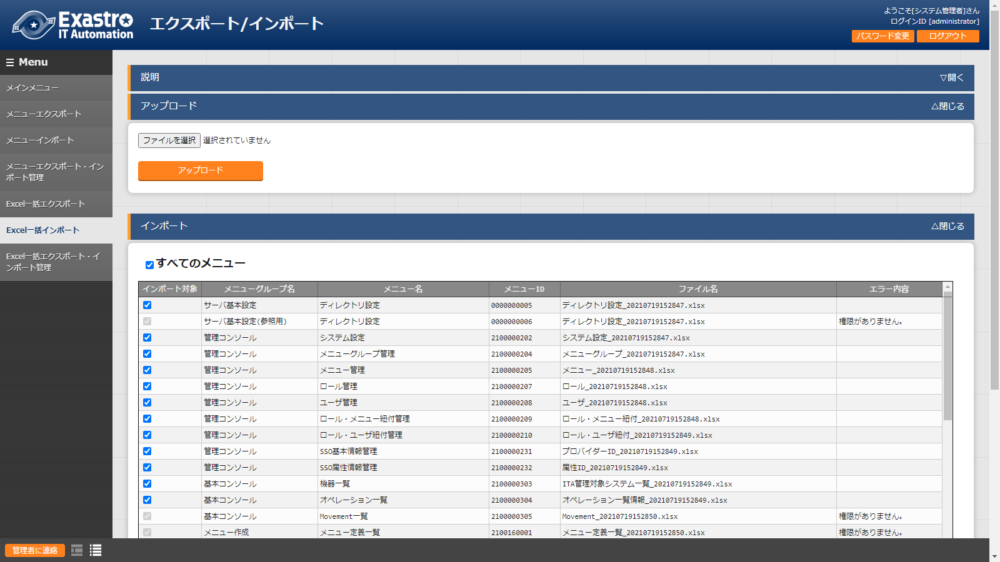 Exastro
IT Automation
エクスポート/インポート
ようこそ[システム管理者]さん
ログインID [administrator]
パスワード変更
ログアウト
Menu
メインメニュー
メニューエクスポート
メニューインポート
メニューエクスポート・イン
ポート管理
Excel一括エクスポート
Excel一括インポート
Excel一括エクスポート・イ
ンポート管理
説明
▽開く
アップロード
△閉じる
ファイルを選択 選択されていません
アップロード
インポート
△閉じる
すべてのメニュー
インポート対象 メニューグループ名 メニュー名 メニューID ファイル名 エラー内容
サーバ基本設定 ディレクトリ設定 0000000005 ディレクトリ設定_20210719152847.xlsx
サーバ基本設定(参照用) ディレクトリ設定 0000000006 ディレクトリ設定_20210719152847.xlsx 権限がありません。
管理コンソール システム設定 2100000202 システム設定_20210719152847.xlsx
管理コンソール メニューグループ管理 2100000204 メニューグループ_20210719152847.xlsx
管理コンソール メニュー管理 2100000205 メニュー_20210719152848.xlsx
管理コンソール ロール管理 2100000207 ロール_20210719152848.xlsx
管理コンソール ユーザ管理 2100000208 ユーザ_20210719152848.xlsx
管理コンソール ロール・メニュー紐付管理 2100000209 ロール・メニュー紐付_20210719152848.xlsx
管理コンソール ロール・ユーザ紐付管理 2100000210 ロール・ユーザ紐付_20210719152849.xlsx
管理コンソール SSO基本情報管理 2100000231 プロバイダーID_20210719152849.xlsx
管理コンソール SSO属性情報管理 2100000232 属性ID_20210719152849.xlsx
基本コンソール 機器一覧 2100000303 ITA管理対象システム一覧_20210719152849.xlsx
基本コンソール オペレーション一覧 2100000304 オペレーション一覧情報_20210719152849.xlsx
基本コンソール Movement一覧 2100000305 Movement_20210719152850.xlsx 権限がありません。
メニュー作成 メニュー定義一覧 2100160001 メニュー定義一覧_20210719152850.xlsx 権限がありません。
管理者に連絡